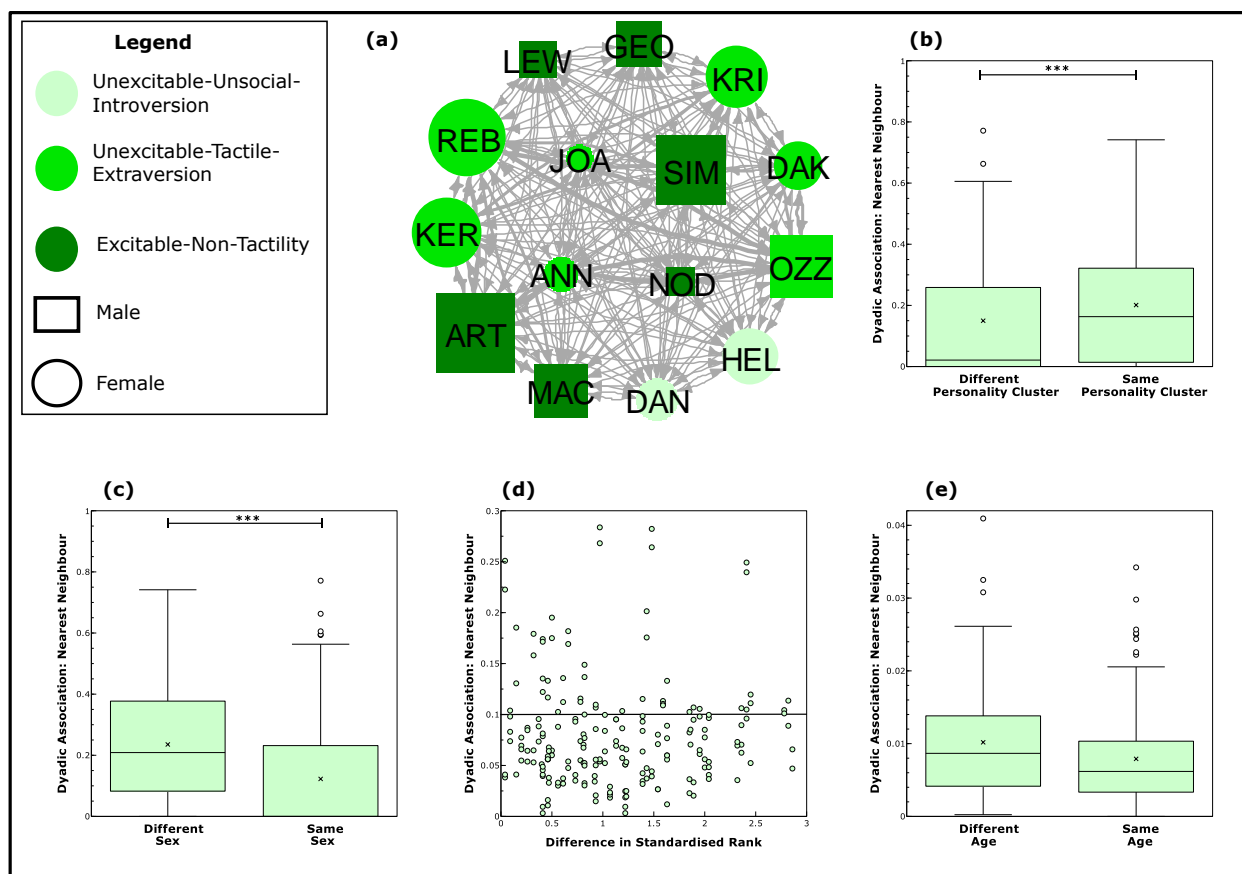 Legend
Unexcitable-Unsocial-
Introversion
Unexcitable-Tactile-
Extraversion
Excitable-Non-Tactility
Male
Female
(a)
LEW
GEO
KRI
REB
JOA
SIM
DAK
KER
ANN
NOD
OZZ
ART
HEL
MAC
DAN
(b)
Dyadic Association: Nearest Neighbour
1
0.8
0.6
0.4
0.2
0
***
Different
Personality Cluster
Same
Personality Cluster
(c)
Dyadic Association: Nearest Neighbour
1
0.8
0.6
0.4
0.2
0
***
Different
Sex
Same
Sex
(d)
Dyadic Association: Nearest Neighbour
0.3
0.25
0.2
0.15
0.1
0.05
0
0
0.5
1
1.5
2
2.5
3
Difference in Standardised Rank
(e)
Dyadic Association: Nearest Neighbour
0.04
0.03
0.02
0.01
0
Different
Age
Same
Age